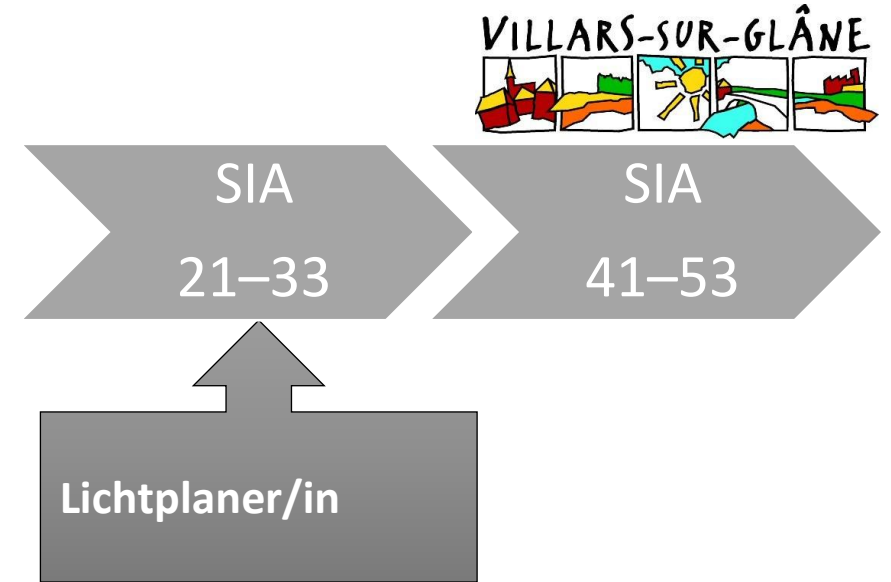 VILLARS-SUR-GLÂNE
SIA
21–33
SIA
41–53
Lichtplaner/in